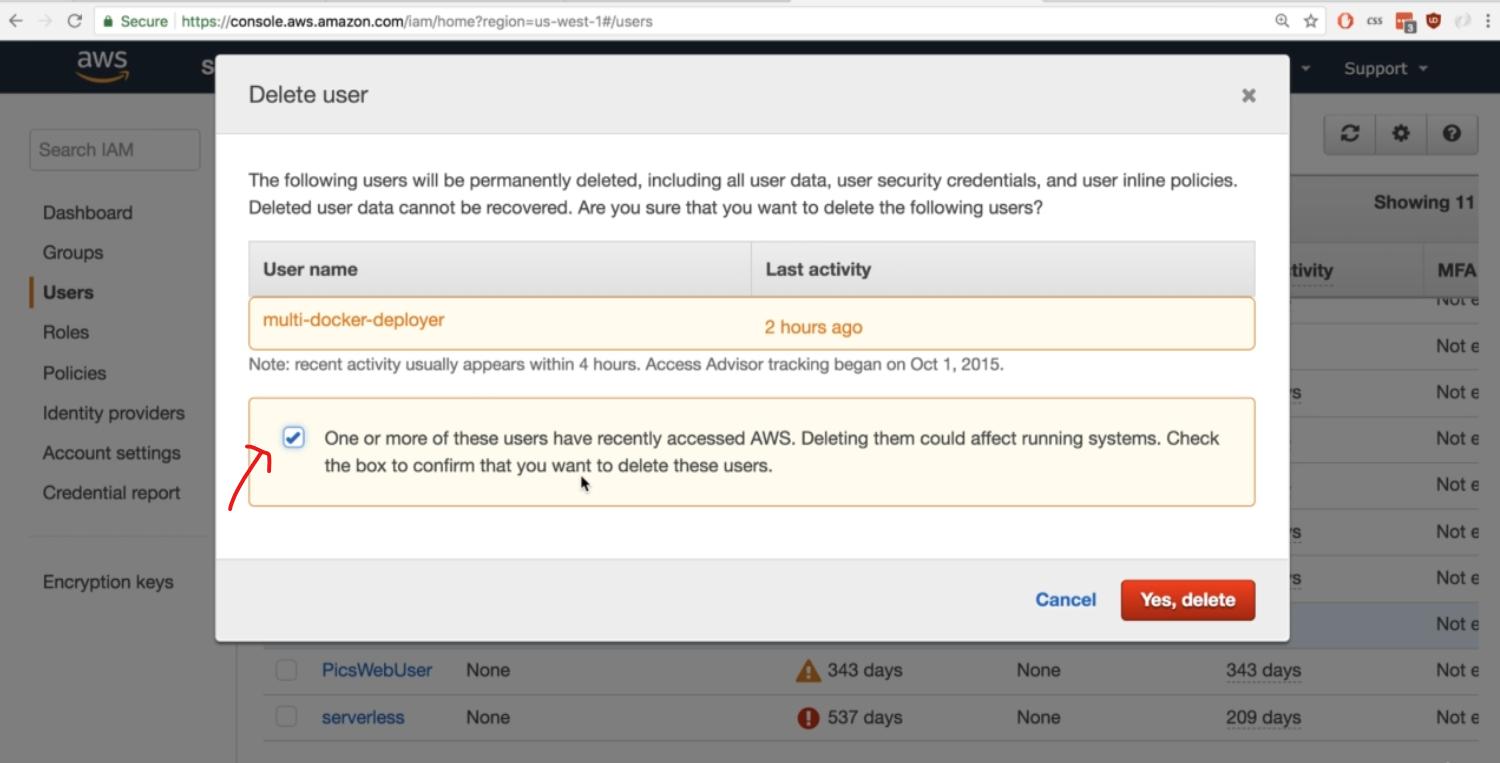 Secure https://console.aws.amazon.com/iam/home?region=us-west-1#/users
css
3
aws
S
Support
Delete user
Search IAM
The following users will be permanently deleted, including all user data, user security credentials, and user inline policies.
Deleted user data cannot be recovered. Are you sure that you want to delete the following users?
Showing 11
Dashboard
Groups
Users
Roles
Policies
Identity providers
Account settings
Credential report
Encryption keys
User name Last activity
tivity MFA
multi-docker-deployer 2 hours ago
Note: recent activity usually appears within 4 hours. Access Advisor tracking began on Oct 1, 2015.
One or more of these users have recently accessed AWS. Deleting them could affect running systems. Check
the box to confirm that you want to delete these users.
Not e
Not e
Not e
Not e
Not e
Not e
Not e
Not e
Cancel Yes, delete
PicsWebUser None 343 days None 343 days Not e
serverless None 537 days None 209 days Not e